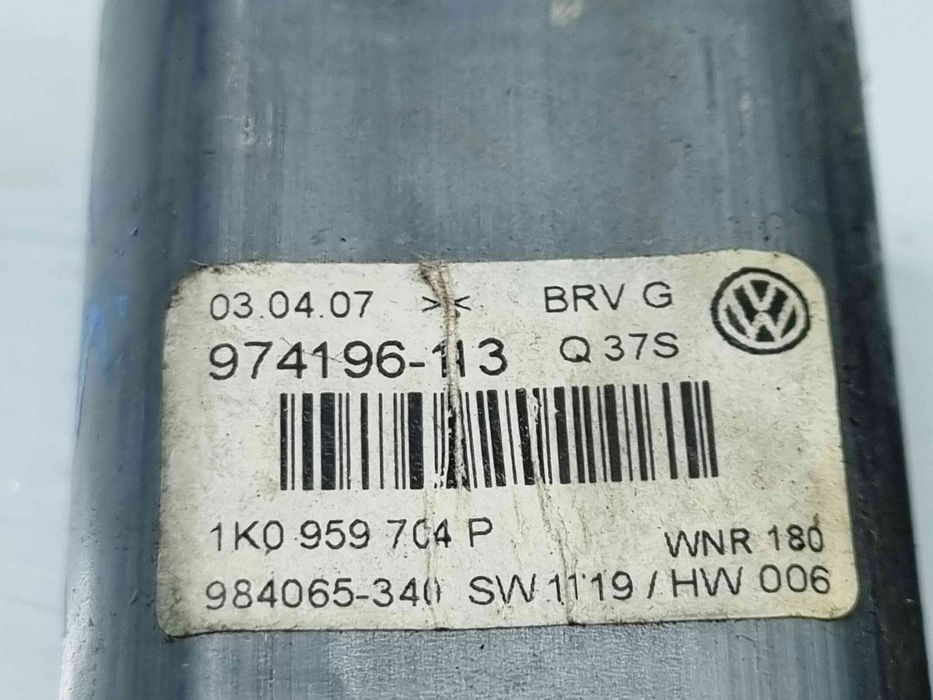 03.04.07 >< BRV G
974196-113 Q 37S
1K0 959 704 P WNR 180
984065-340 SW 1119 / HW 006